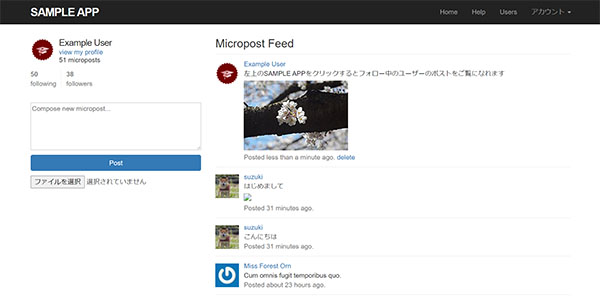 SAMPLE APP
Home Help Users アカウント
Example User
view my profile
51 microposts
50
following
38
followers
Compose new micropost...
Post
ファイルを選択 選択されていません
Micropost Feed
Example User
左上のSAMPLE APPをクリックするとフォロー中のユーザーのポストをご覧になれます
Posted less than a minute ago. delete
suzuki
はじめまして
Posted 31 minutes ago.
suzuki
こんにちは
Posted 31 minutes ago.
Miss Forest Orn
Cum omnis fugit temporibus quo.
Posted about 23 hours ago.